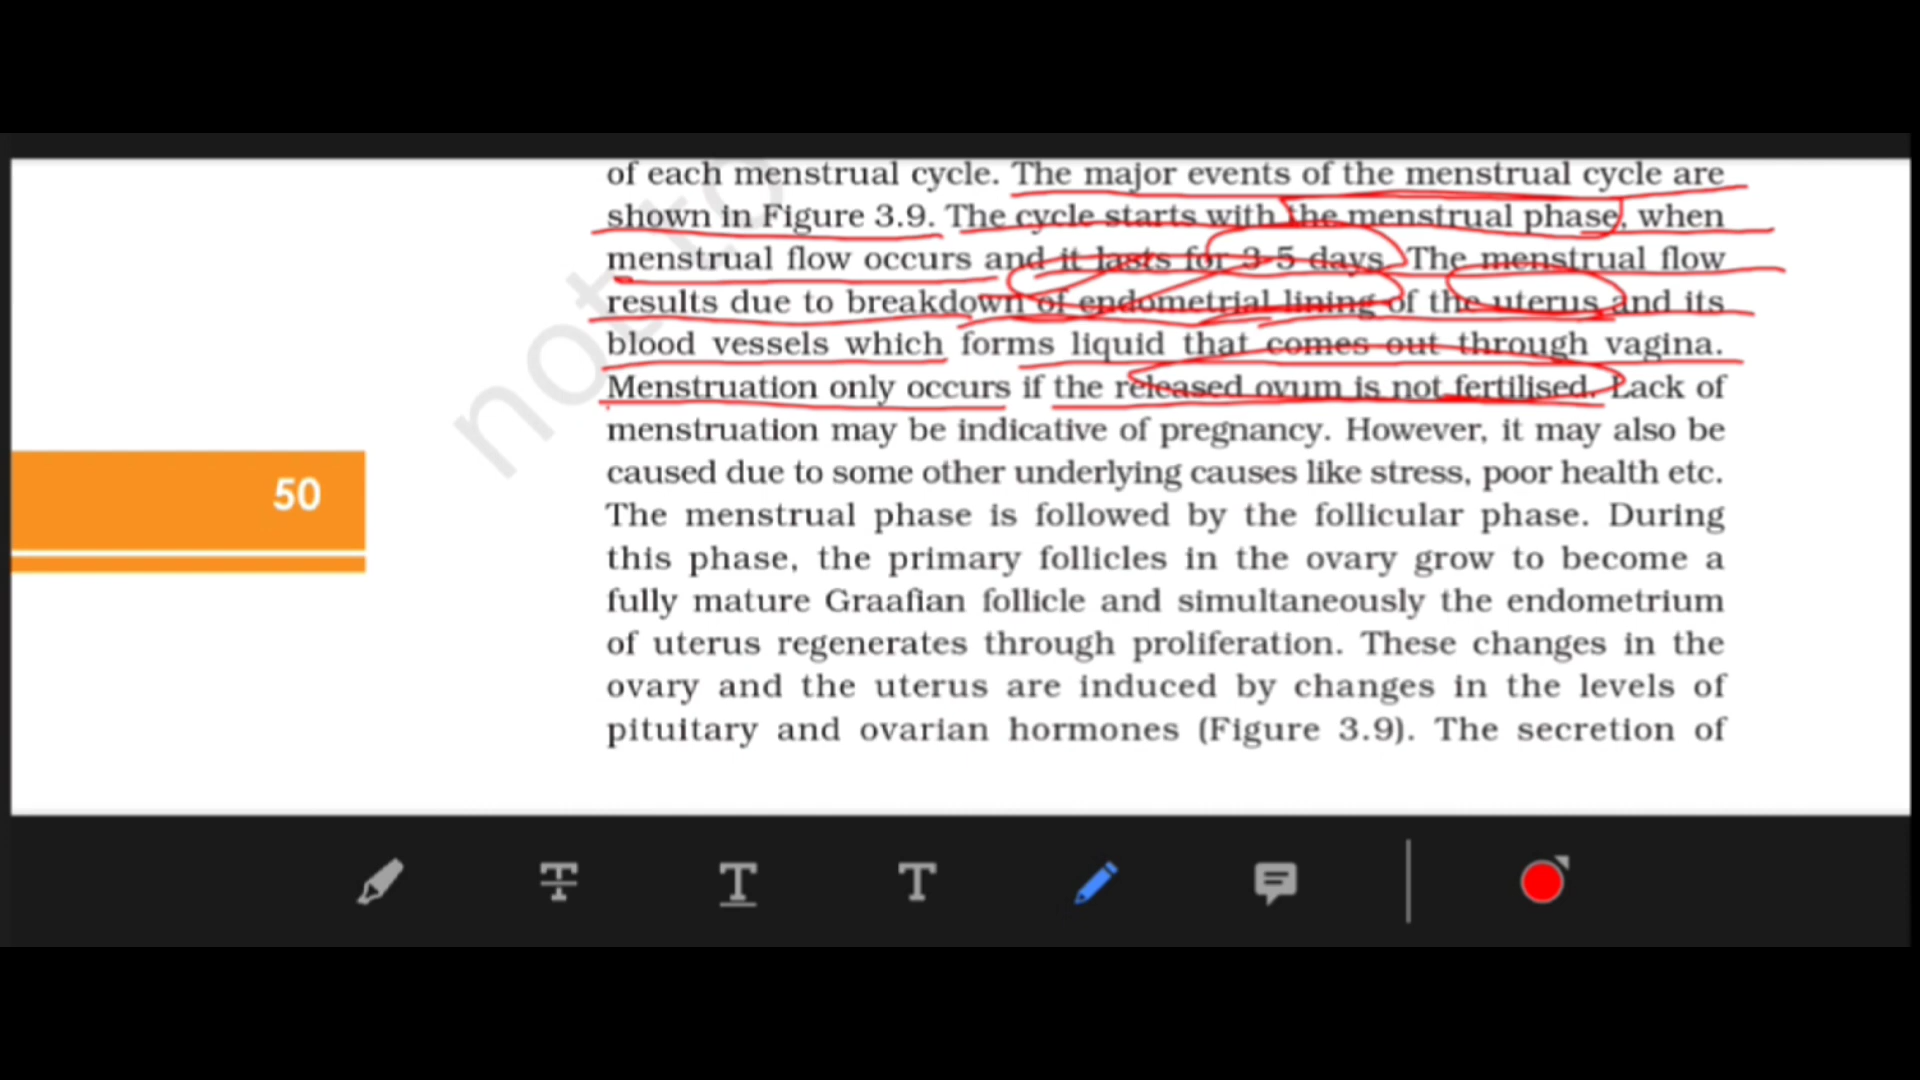 of each menstrual cycle. The major events of the menstrual cycle are
shown in Figure 3.9. The cycle starts with the menstrual phase, when
menstrual flow occurs and it lasts for 3-5 days. The menstrual flow
results due to breakdown of endometrial lining of the uterus and its
blood vessels which forms liquid that comes out through vagina.
Menstruation only occurs if the released ovum is not fertilised. Lack of
menstruation may be indicative of pregnancy. However, it may also be
caused due to some other underlying causes like stress, poor health etc.
The menstrual phase is followed by the follicular phase. During
this phase, the primary follicles in the ovary grow to become a
fully mature Graafian follicle and simultaneously the endometrium
of uterus regenerates through proliferation. These changes in the
ovary and the uterus are induced by changes in the levels of
pituitary and ovarian hormones (Figure 3.9). The secretion of
50
not to
T
T
T